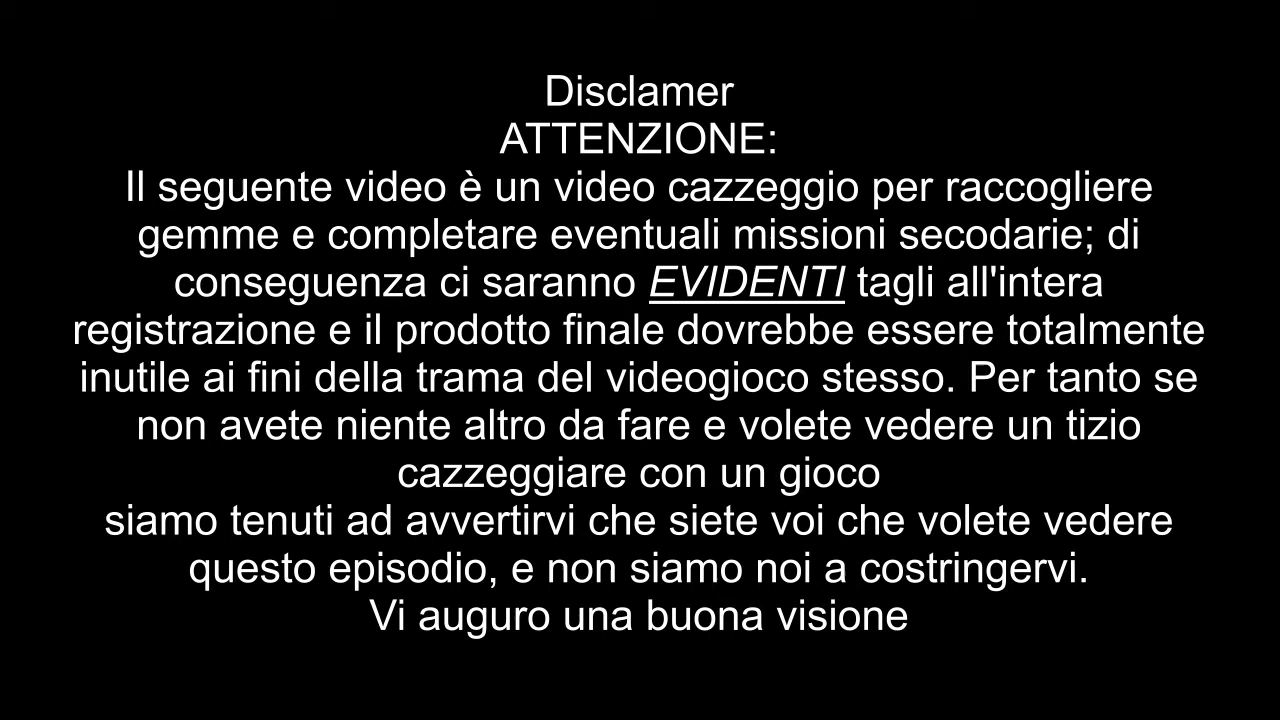 Disclamer
ATTENZIONE:
Il seguente video è un video cazzeggio per raccogliere
gemme e completare eventuali missioni secodarie; di
conseguenza ci saranno EVIDENTI tagli all'intera
registrazione e il prodotto finale dovrebbe essere totalmente
inutile ai fini della trama del videogioco stesso. Per tanto se
non avete niente altro da fare e volete vedere un tizio
cazzeggiare con un gioco
siamo tenuti ad avvertirvi che siete voi che volete vedere
questo episodio, e non siamo noi a costringervi.
Vi auguro una buona visione